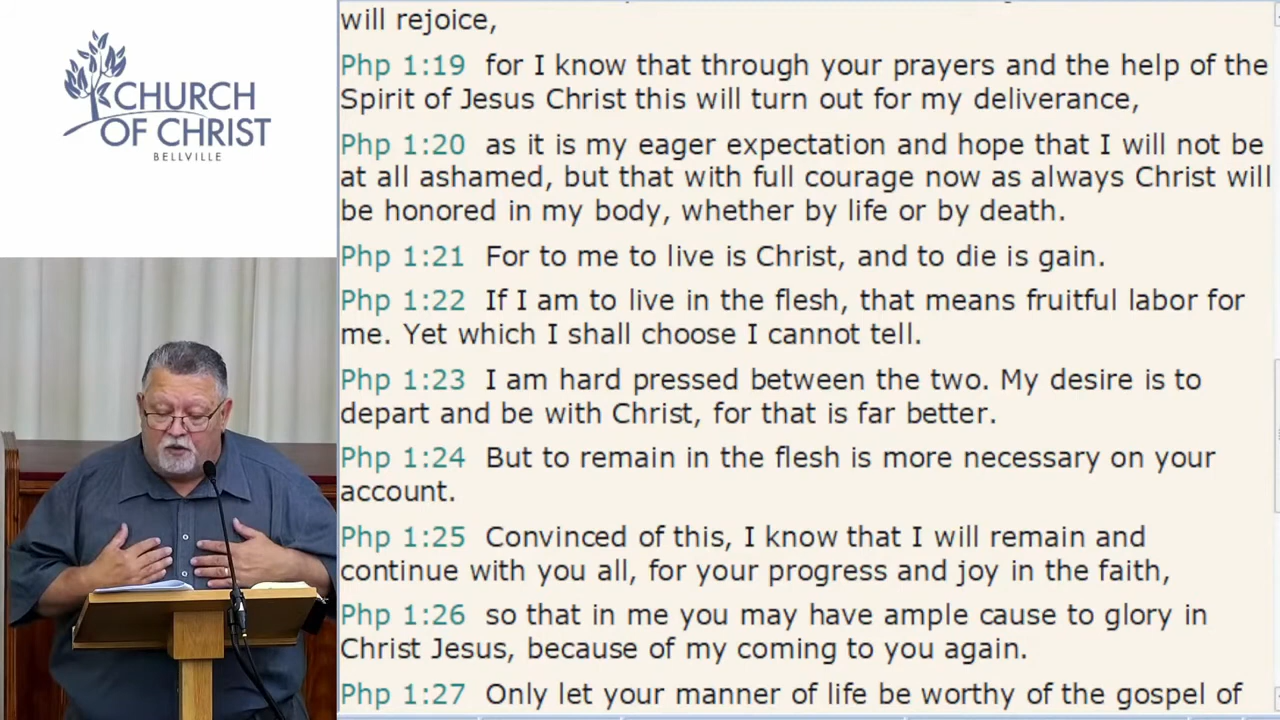 CHURCH
OF CHRIST
BELLVILLE
will rejoice,
Php 1:19 for I know that through your prayers and the help of the
Spirit of Jesus Christ this will turn out for my deliverance,
Php 1:20 as it is my eager expectation and hope that I will not be
at all ashamed, but that with full courage now as always Christ will
be honored in my body, whether by life or by death.
Php 1:21 For to me to live is Christ, and to die is gain.
Php 1:22 If I am to live in the flesh, that means fruitful labor for
me. Yet which I shall choose I cannot tell.
Php 1:23 I am hard pressed between the two. My desire is to
depart and be with Christ, for that is far better.
Php 1:24 But to remain in the flesh is more necessary on your
account.
Php 1:25 Convinced of this, I know that I will remain and
continue with you all, for your progress and joy in the faith,
Php 1:26 so that in me you may have ample cause to glory in
Christ Jesus, because of my coming to you again.
Php 1:27 Only let your manner of life be worthy of the gospel of